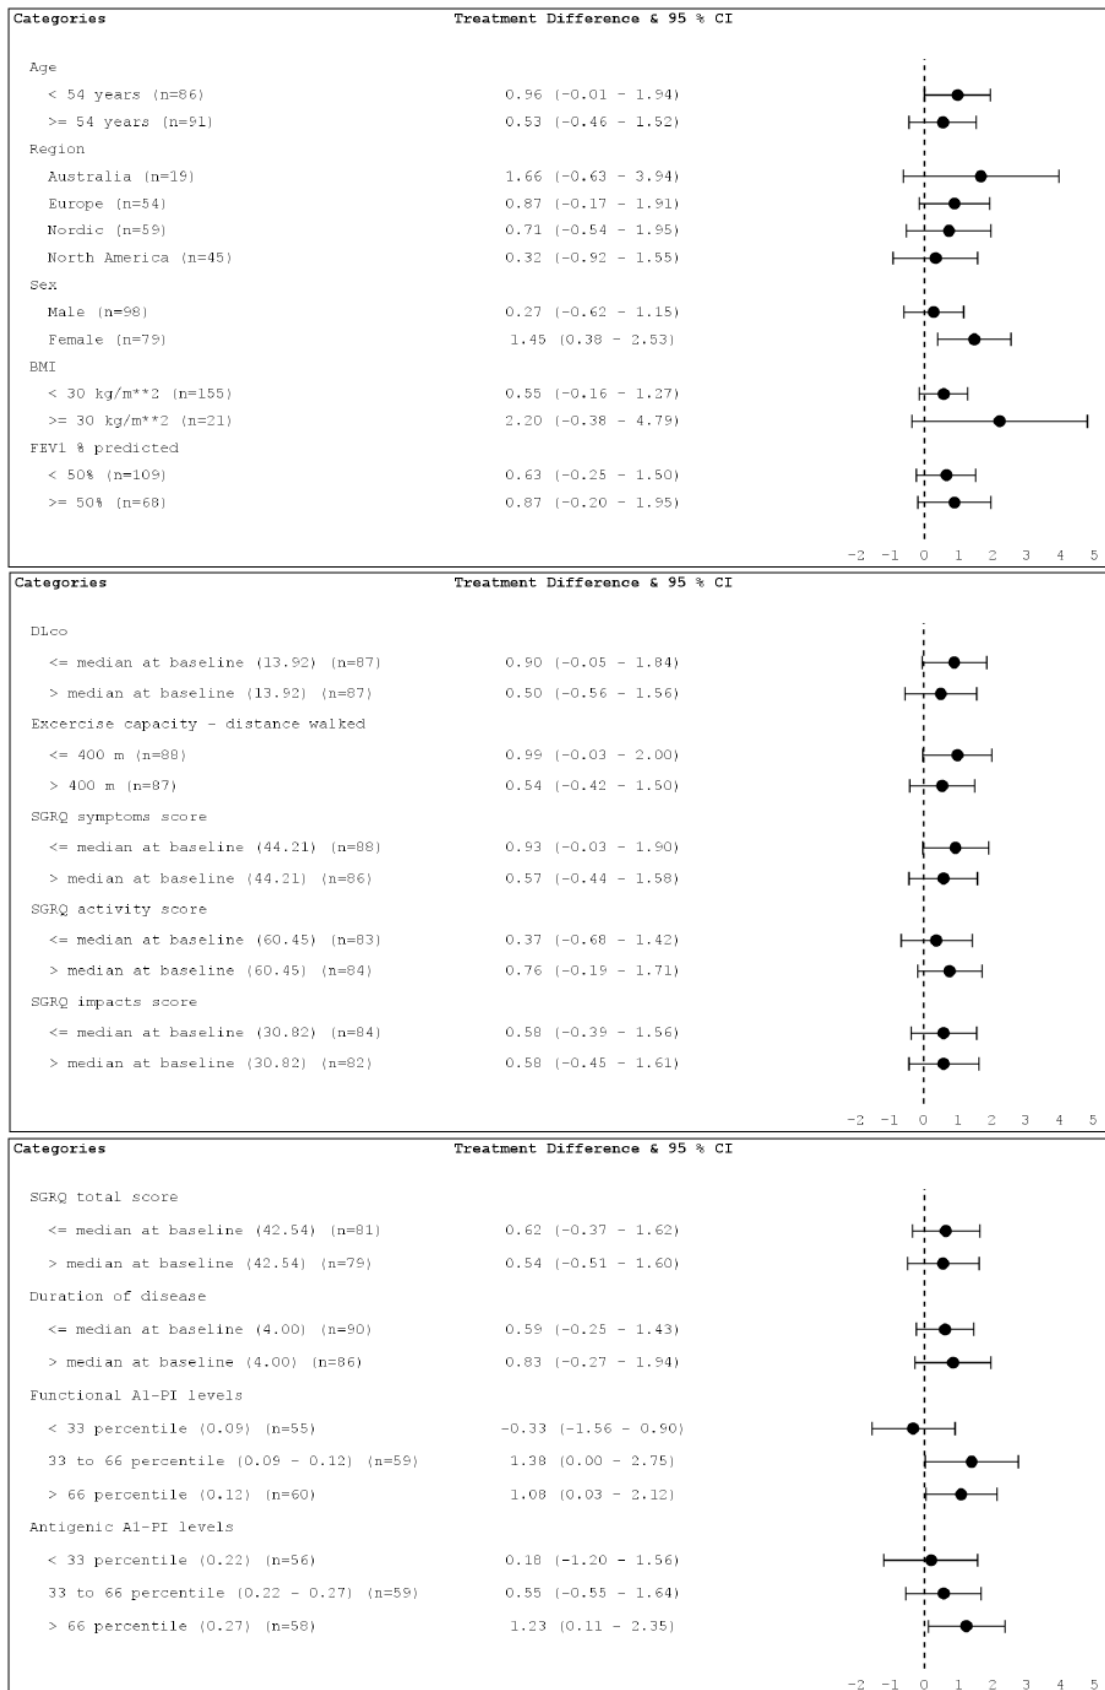 Categories Treatment Difference & 95 % CI
Age
< 54 years (n=86) 0.96 (-0.01 - 1.94)
>= 54 years (n=91) 0.53 (-0.46 - 1.52)
Region
Australia (n=19) 1.66 (-0.63 - 3.94)
Europe (n=54) 0.87 (-0.17 - 1.91)
Nordic (n=59) 0.71 (-0.54 - 1.95)
North America (n=45) 0.32 (-0.92 - 1.55)
Sex
Male (n=98) 0.27 (-0.62 - 1.15)
Female (n=79) 1.45 (0.38 - 2.53)
BMI
< 30 kg/m**2 (n=155) 0.55 (-0.16 - 1.27)
>= 30 kg/m**2 (n=21) 2.20 (-0.38 - 4.79)
FEV1 % predicted
< 50% (n=109) 0.63 (-0.25 - 1.50)
>= 50% (n=68) 0.87 (-0.20 - 1.95)
-2 -1 0 1 2 3 4 5
Categories Treatment Difference & 95 % CI
DLco
<= median at baseline (13.92) (n=87) 0.90 (-0.05 - 1.84)
> median at baseline (13.92) (n=87) 0.50 (-0.56 - 1.56)
Excercise capacity - distance walked
<= 400 m (n=88) 0.99 (-0.03 - 2.00)
> 400 m (n=87) 0.54 (-0.42 - 1.50)
SGRQ symptoms score
<= median at baseline (44.21) (n=88) 0.93 (-0.03 - 1.90)
> median at baseline (44.21) (n=86) 0.57 (-0.44 - 1.58)
SGRQ activity score
<= median at baseline (60.45) (n=83) 0.37 (-0.68 - 1.42)
> median at baseline (60.45) (n=84) 0.76 (-0.19 - 1.71)
SGRQ impacts score
<= median at baseline (30.82) (n=84) 0.58 (-0.39 - 1.56)
> median at baseline (30.82) (n=82) 0.58 (-0.45 - 1.61)
-2 -1 0 1 2 3 4 5
Categories Treatment Difference & 95 % CI
SGRQ total score
<= median at baseline (42.54) (n=81) 0.62 (-0.37 - 1.62)
> median at baseline (42.54) (n=79) 0.54 (-0.51 - 1.60)
Duration of disease
<= median at baseline (4.00) (n=90) 0.59 (-0.25 - 1.43)
> median at baseline (4.00) (n=86) 0.83 (-0.27 - 1.94)
Functional A1-PI levels
< 33 percentile (0.09) (n=55) -0.33 (-1.56 - 0.90)
33 to 66 percentile (0.09 - 0.12) (n=59) 1.38 (0.00 - 2.75)
> 66 percentile (0.12) (n=60) 1.08 (0.03 - 2.12)
Antigenic A1-PI levels
< 33 percentile (0.22) (n=56) 0.18 (-1.20 - 1.56)
33 to 66 percentile (0.22 - 0.27) (n=59) 0.55 (-0.55 - 1.64)
> 66 percentile (0.27) (n=58) 1.23 (0.11 - 2.35)
-2 -1 0 1 2 3 4 5